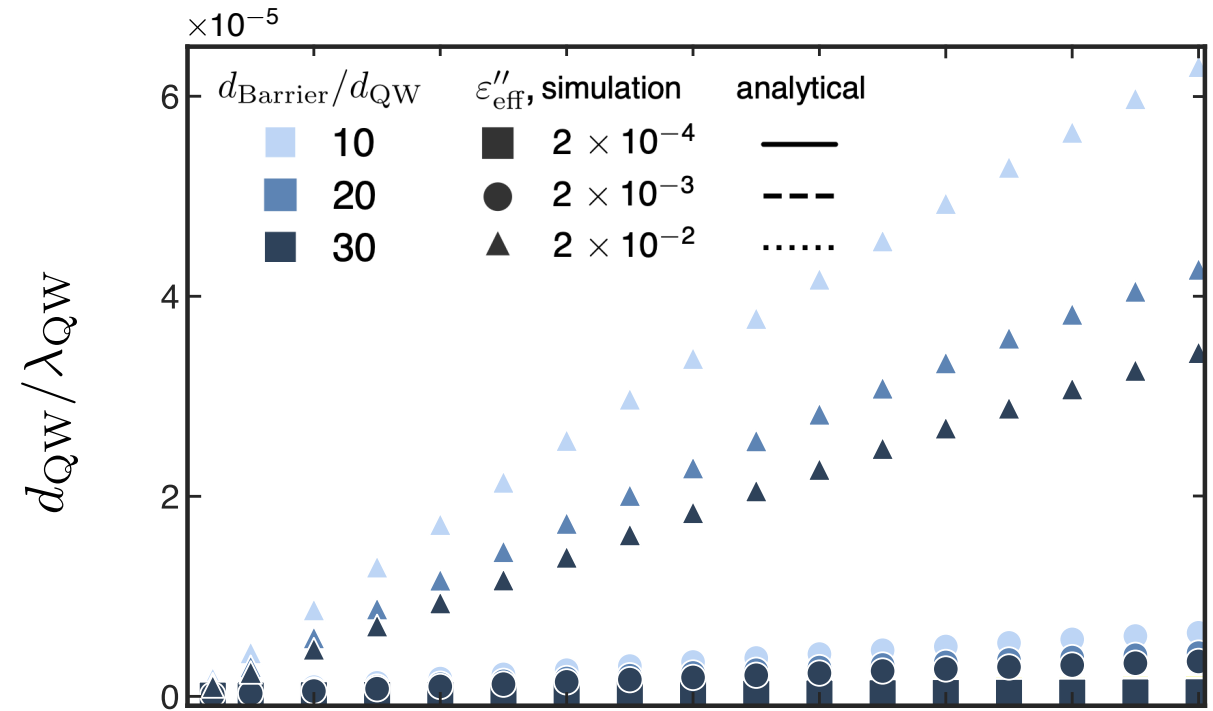 ×10⁻⁵
d_Barrier/d_QW ε″_eff, simulation analytical
10 2 × 10⁻⁴
20 2 × 10⁻³
30 2 × 10⁻²
6
4
2
0
d_QW/λ_QW